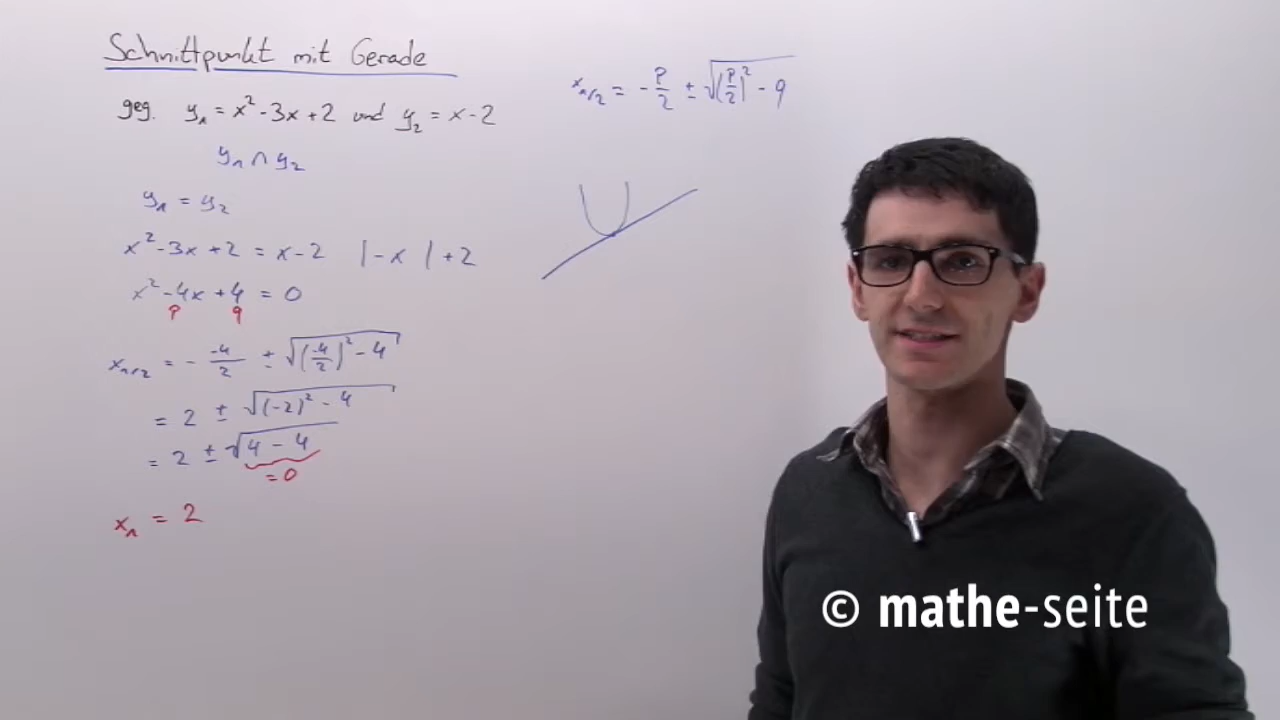 Schnittpunkt mit Gerade
geg. y₁ = x² - 3x + 2 und y₂ = x - 2
y₁ ∩ y₂
y₁ = y₂
x² - 3x + 2 = x - 2 | - x | + 2
x² - 4x + 4 = 0
p q
x₁/₂ = - -4/2 ± √((-4/2)² - 4)
= 2 ± √((-2)² - 4)
= 2 ± √(4 - 4)
= 0
x₁ = 2
x₁/₂ = - p/2 ± √((p/2)² - q)
© mathe-seite